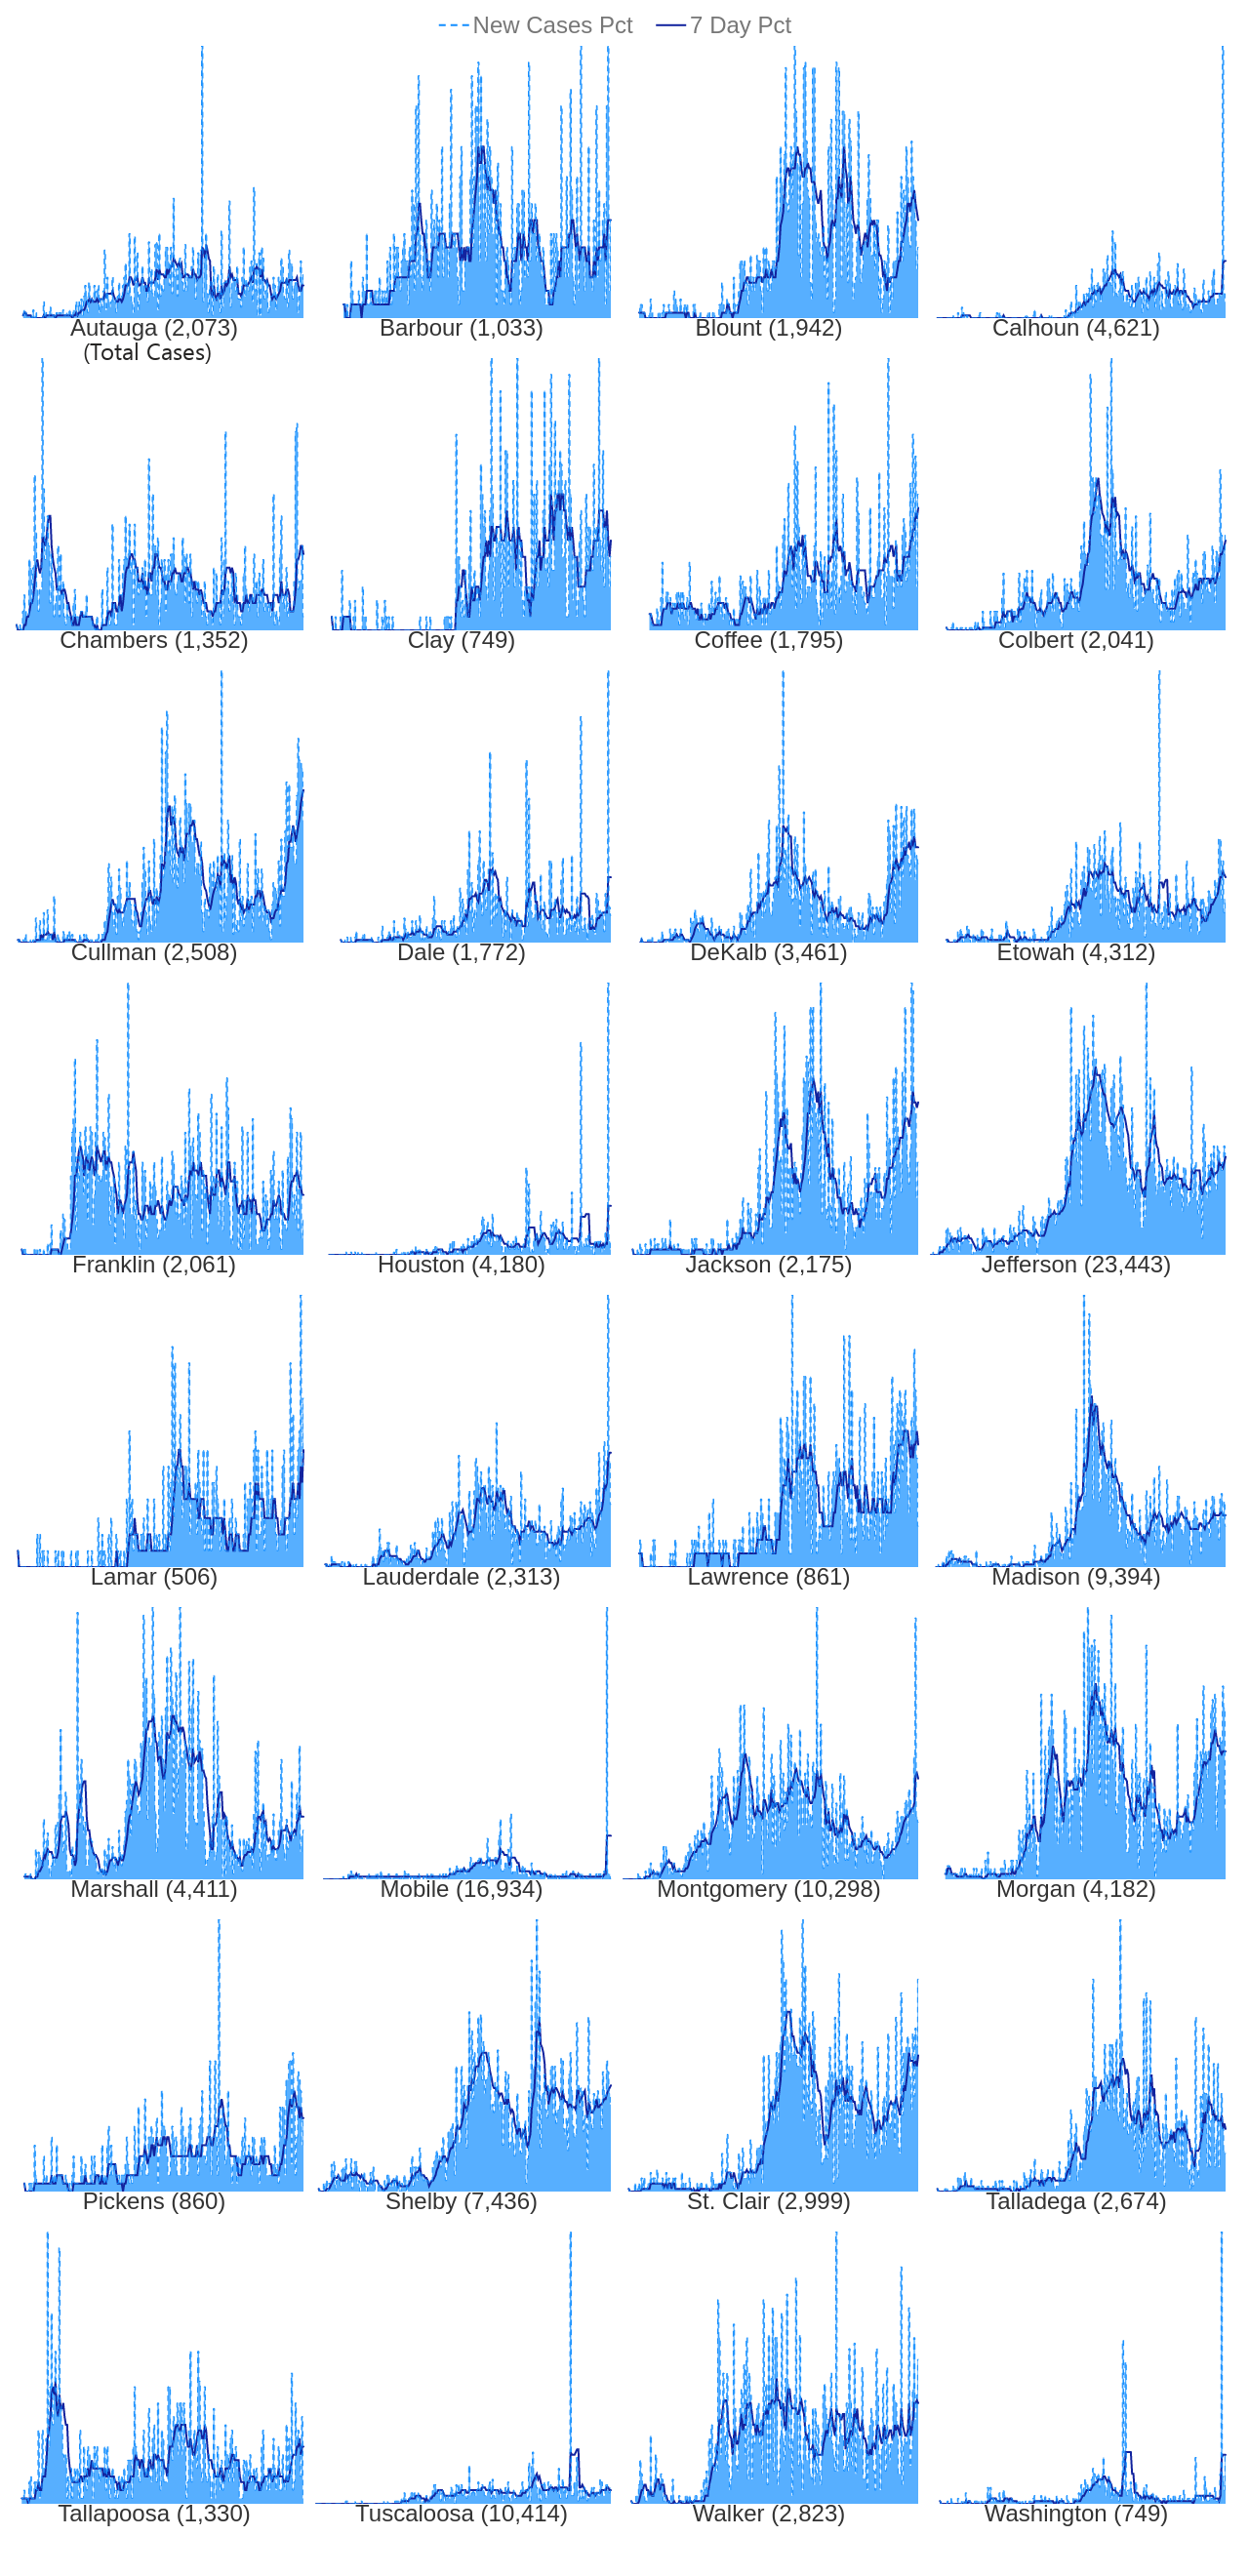 New Cases Pct 7 Day Pct
Autauga (2,073) Barbour (1,033) Blount (1,942) Calhoun (4,621)
(Total Cases)
Chambers (1,352) Clay (749) Coffee (1,795) Colbert (2,041)
Cullman (2,508) Dale (1,772) DeKalb (3,461) Etowah (4,312)
Franklin (2,061) Houston (4,180) Jackson (2,175) Jefferson (23,443)
Lamar (506) Lauderdale (2,313) Lawrence (861) Madison (9,394)
Marshall (4,411) Mobile (16,934) Montgomery (10,298) Morgan (4,182)
Pickens (860) Shelby (7,436) St. Clair (2,999) Talladega (2,674)
Tallapoosa (1,330) Tuscaloosa (10,414) Walker (2,823) Washington (749)